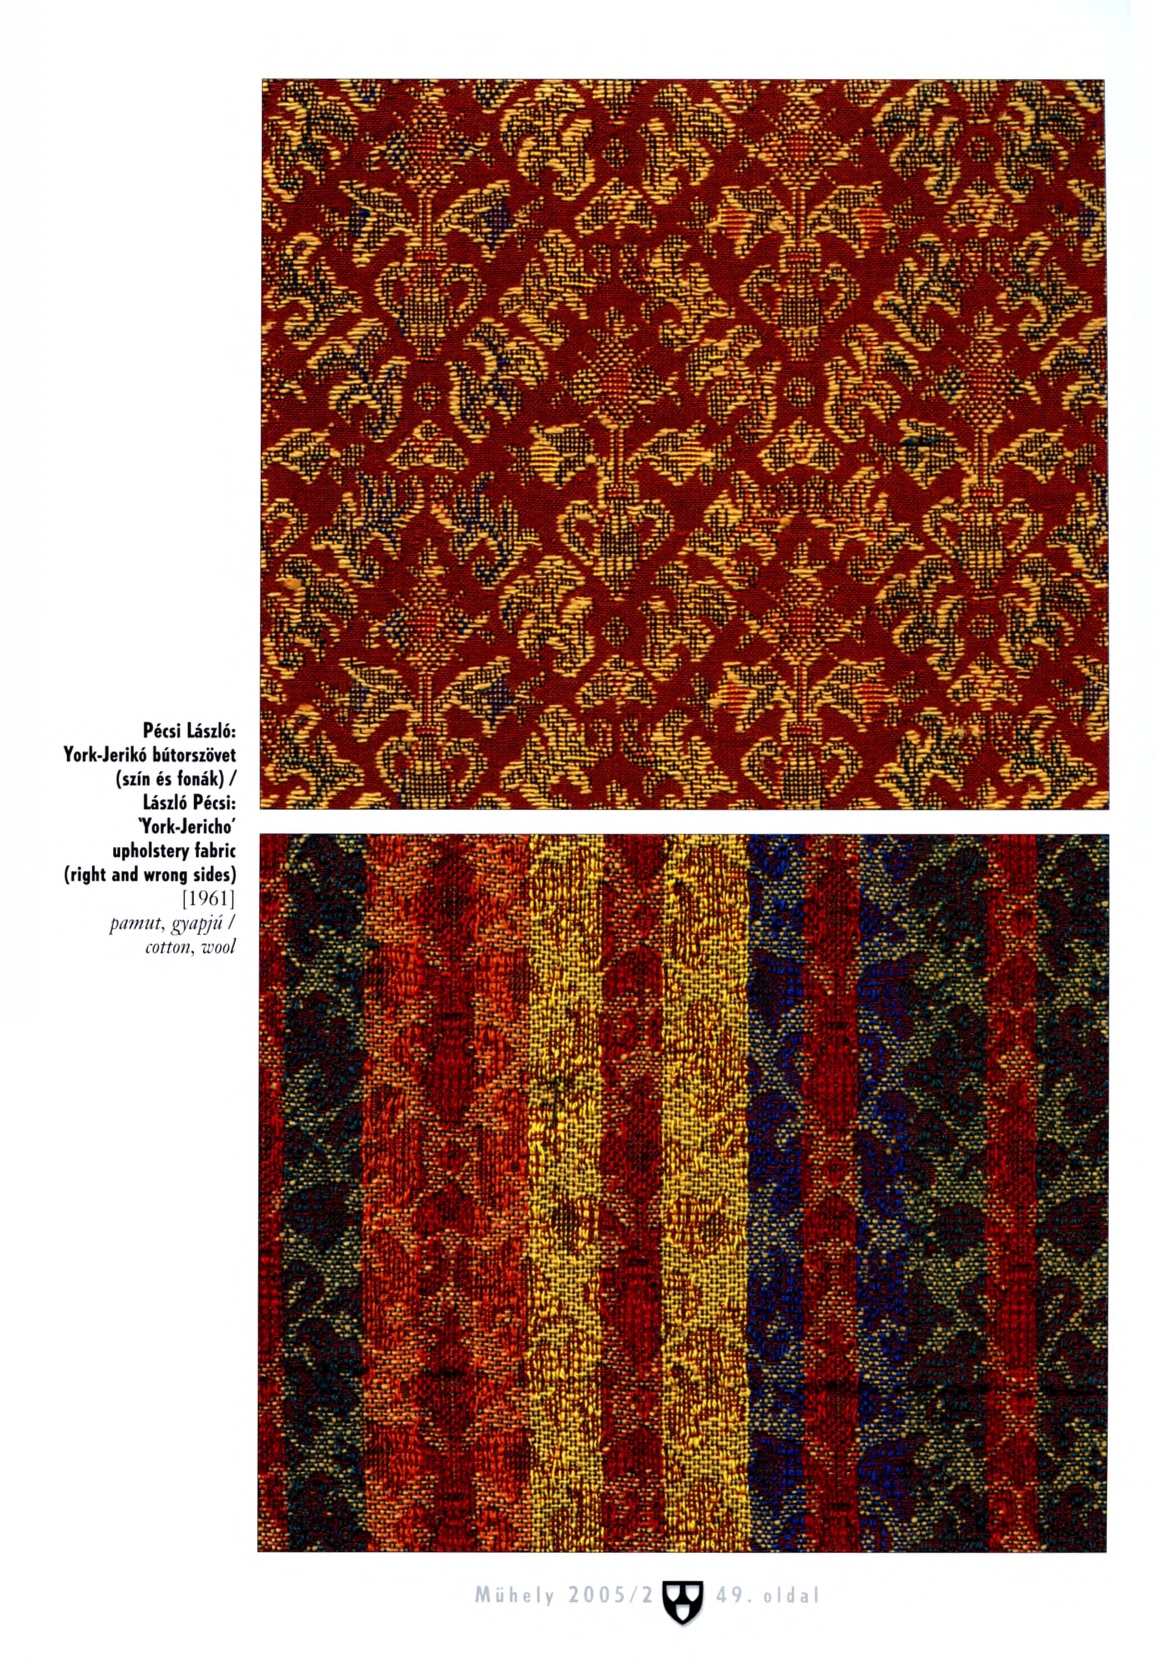 Pécsi László:
York-Jerikó bútorszövet
(szín és fonák) /
László Pécsi:
‘York-Jericho’
upholstery fabric
(right and wrong sides)
[1961]
pamut, gyapjú /
cotton, wool
Műhely 2005/2 49. oldal